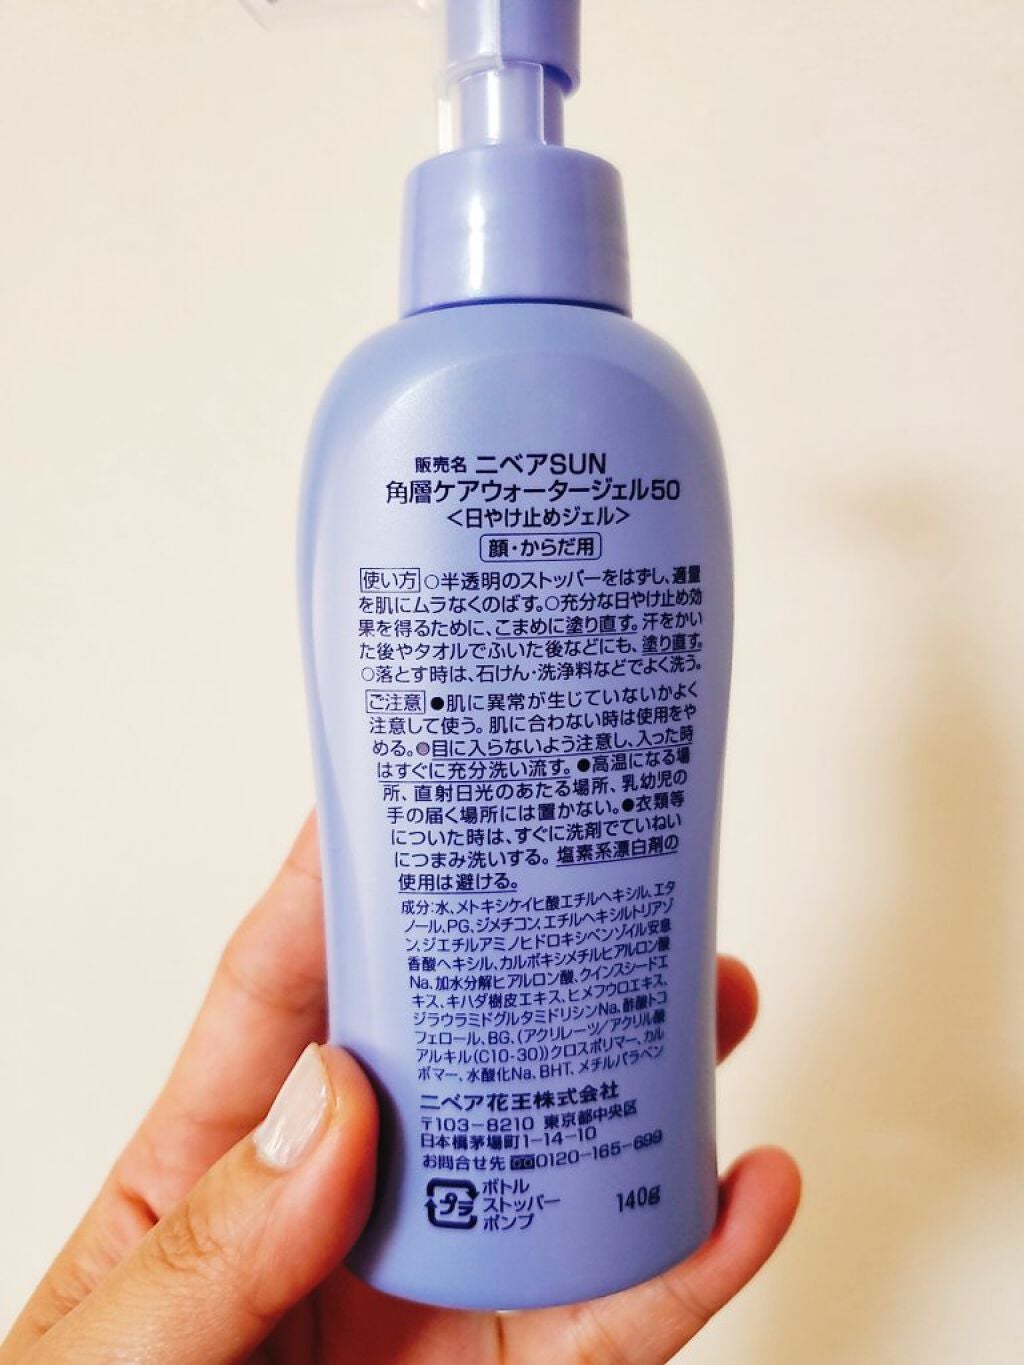 販売名 ニベアSUN
角層ケアウォータージェル50
<日やけ止めジェル>
顔・からだ用
使い方 ○半透明のストッパーをはずし、適量
を肌にムラなくのばす。○充分な日やけ止め効
果を得るために、こまめに塗り直す。汗をかい
た後やタオルでふいた後などにも、塗り直す。
○落とす時は、石けん・洗浄料などでよく洗う。
ご注意 ●肌に異常が生じていないかよく
注意して使う。肌に合わない時は使用をや
める。●目に入らないよう注意し、入った時
はすぐに充分洗い流す。●高温になる場
所、直射日光のあたる場所、乳幼児の
手の届く場所には置かない。●衣類等
についた時は、すぐに洗剤でていねい
につまみ洗いする。塩素系漂白剤の
使用は避ける。
成分:水、メトキシケイヒ酸エチルヘキシル、エタ
ノール、PG、ジメチコン、エチルヘキシルトリアゾ
ン、ジエチルアミノヒドロキシベンゾイル安息
香酸ヘキシル、カルボキシメチルヒアルロン酸
Na、加水分解ヒアルロン酸、クインスシードエ
キス、キハダ樹皮エキス、ヒメフウロエキス、
ジラウラミドグルタミドリシンNa、酢酸トコ
フェロール、BG、(アクリレーツ/アクリル酸
アルキル(C10-30))クロスポリマー、カル
ボマー、水酸化Na、BHT、メチルパラベン
ニベア花王株式会社
〒103-8210 東京都中央区
日本橋茅場町1-14-10
お問合せ先 0120-165-699
プラ
ボトル
ストッパー
ポンプ
140g